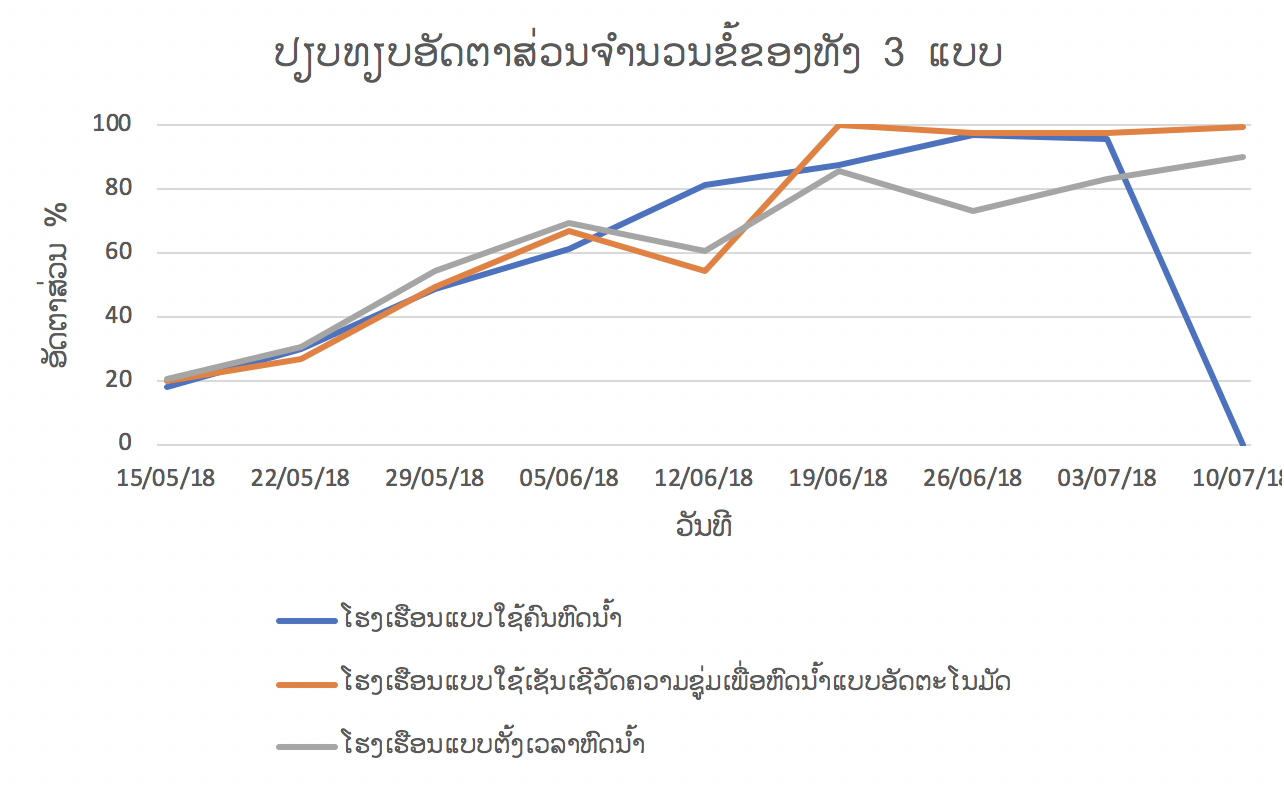 ປຽບທຽບອັດຕາສ່ວນຈຳນວນຂໍ້ຂອງທັງ 3 ແບບ
ອັດຕາສ່ວນ %
100
80
60
40
20
0
15/05/18 22/05/18 29/05/18 05/06/18 12/06/18 19/06/18 26/06/18 03/07/18 10/07/18
ວັນທີ
ໂຮງເຮືອນແບບໃຊ້ຄົນຫົດນ້ຳ
ໂຮງເຮືອນແບບໃຊ້ເຊັນເຊີວັດຄວາມຊຸ່ມເພື່ອຫົດນ້ຳແບບອັດຕະໂນມັດ
ໂຮງເຮືອນແບບຕັ້ງເວລາຫົດນ້ຳ